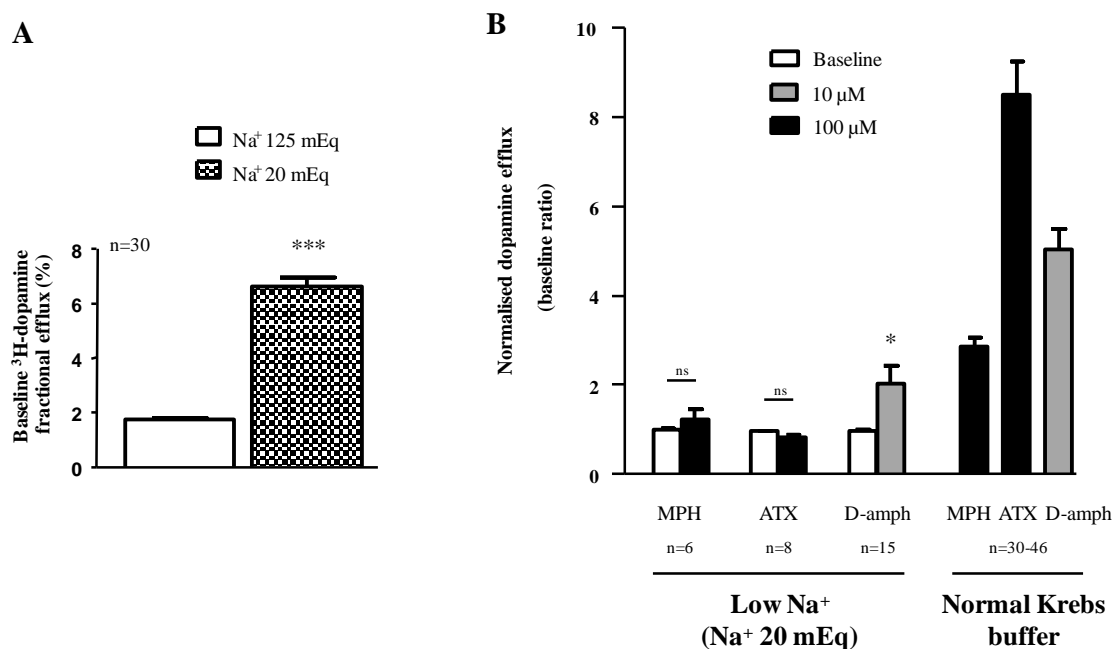 A
Na⁺ 125 mEq
Na⁺ 20 mEq
n=30
***
Baseline ³H-dopamine
fractional efflux (%)
8
6
4
2
0
B
Baseline
10 µM
100 µM
Normalised dopamine efflux
(baseline ratio)
10
8
6
4
2
0
ns
ns
*
MPH ATX D-amph MPH ATX D-amph
n=6 n=8 n=15 n=30-46
Low Na⁺ Normal Krebs
(Na⁺ 20 mEq) buffer